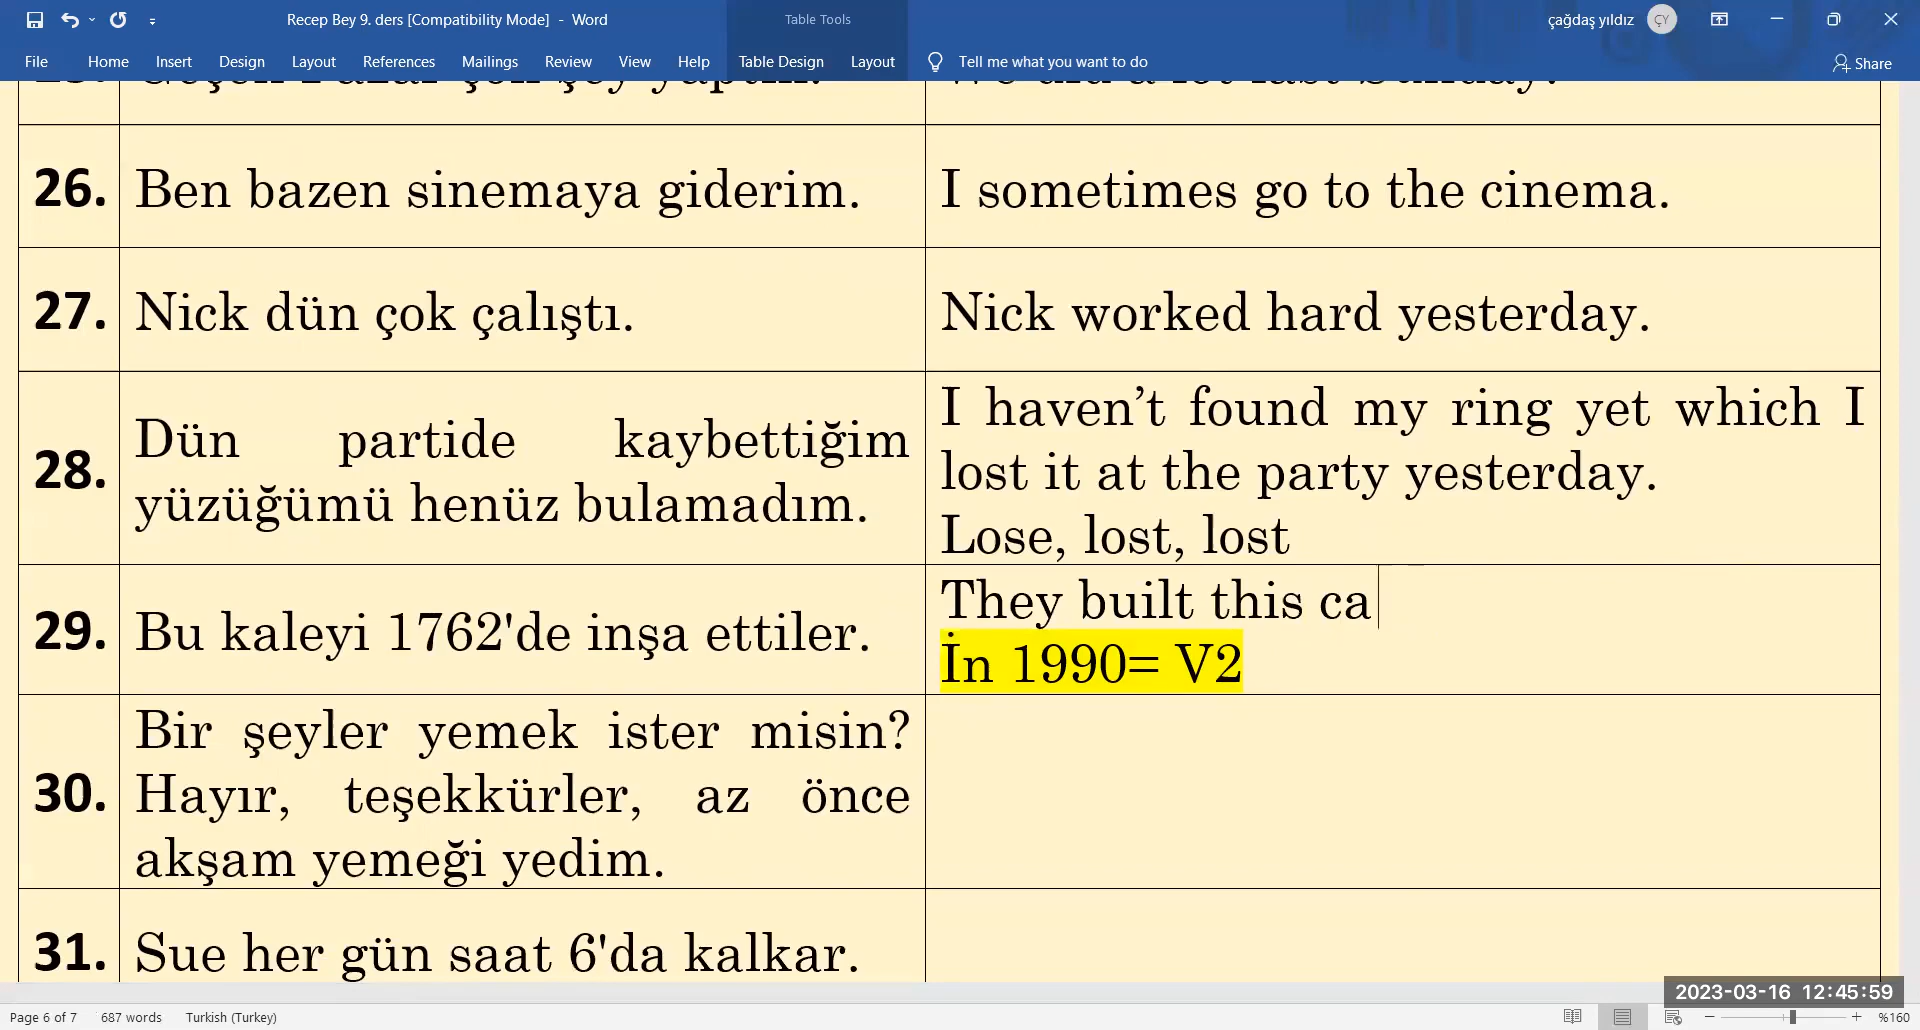 Recep Bey 9. ders [Compatibility Mode] - Word
Table Tools
çağdaş yıldız
ÇY
File Home Insert Design Layout References Mailings Review View Help Table Design Layout Tell me what you want to do Share
26. Ben bazen sinemaya giderim. I sometimes go to the cinema.
27. Nick dün çok çalıştı. Nick worked hard yesterday.
28. Dün partide kaybettiğim
yüzüğümü henüz bulamadım.
I haven’t found my ring yet which I
lost it at the party yesterday.
Lose, lost, lost
29. Bu kaleyi 1762'de inşa ettiler.
They built this ca
İn 1990= V2
30. Bir şeyler yemek ister misin?
Hayır, teşekkürler, az önce
akşam yemeği yedim.
31. Sue her gün saat 6'da kalkar.
2023-03-16 12:45:59
Page 6 of 7 687 words Turkish (Turkey) %160